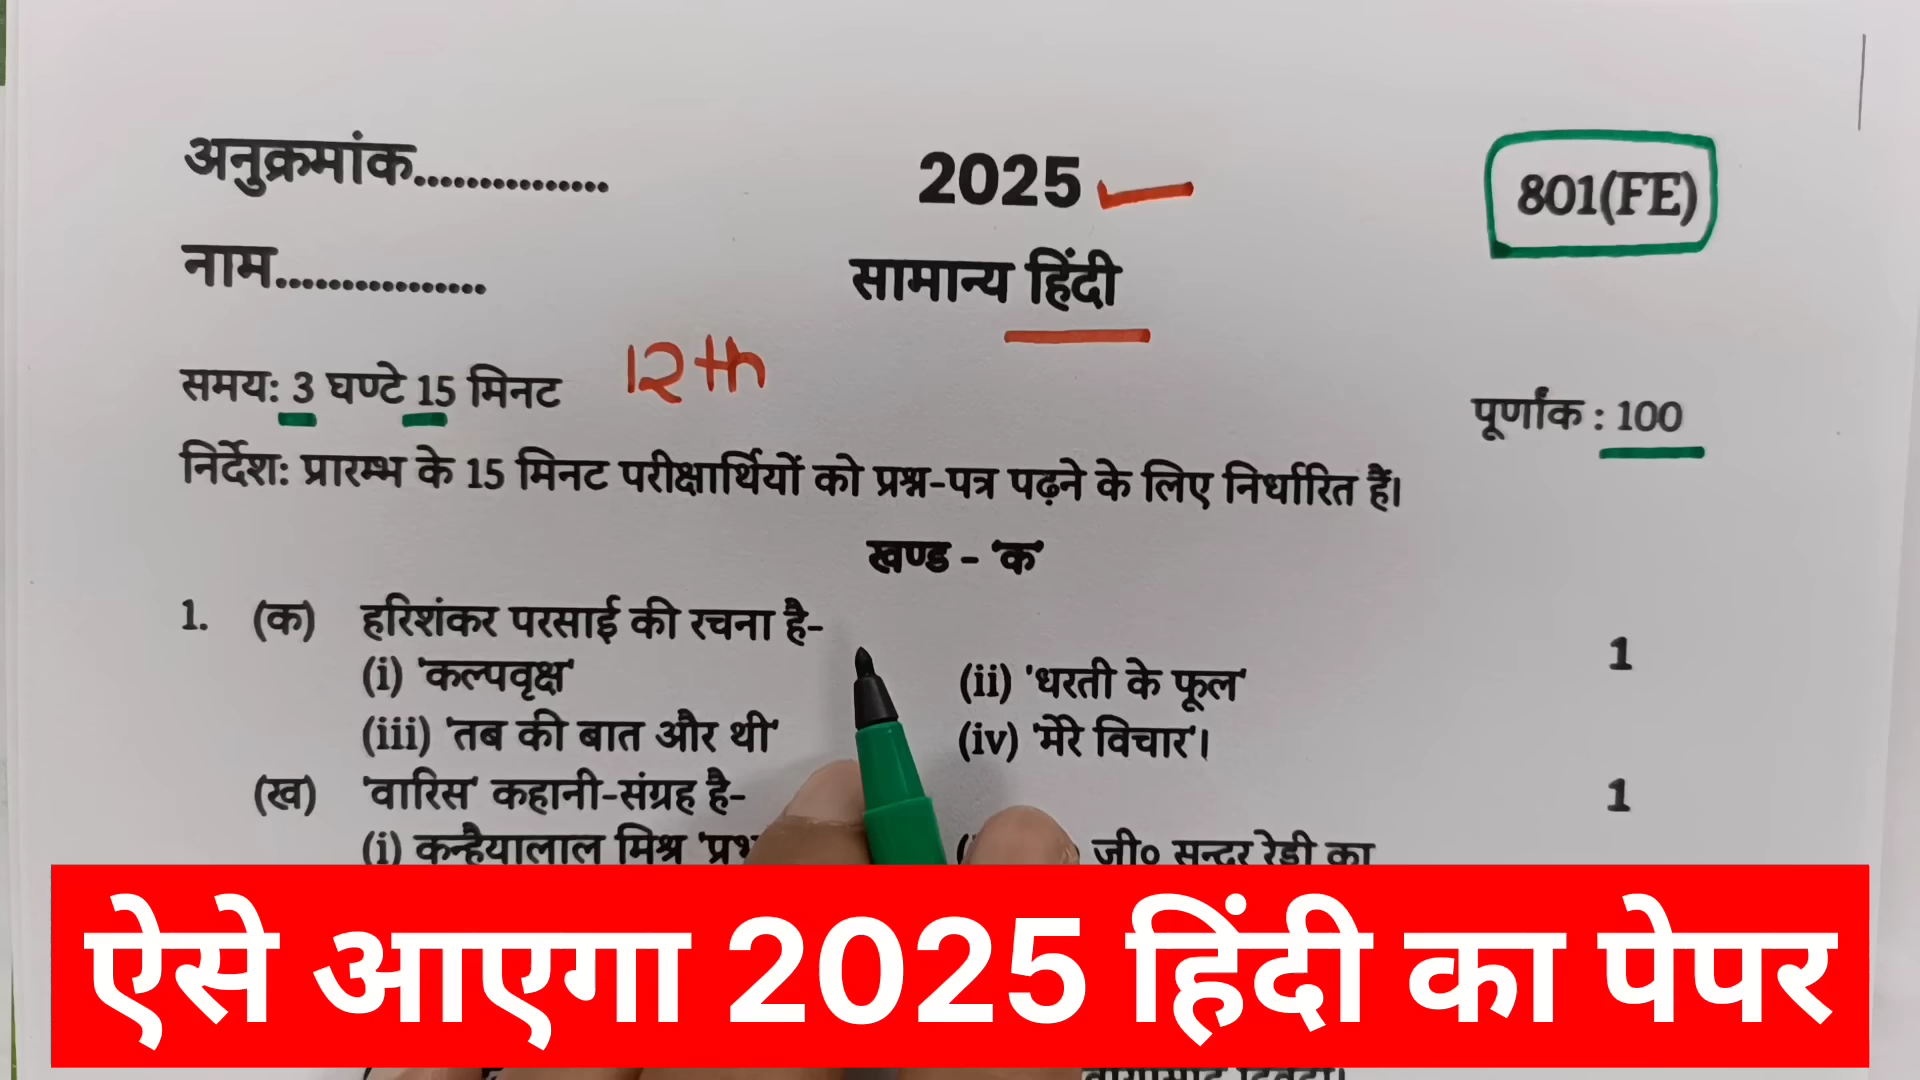 अनुक्रमांक...............
2025
801(FE)
नाम................
सामान्य हिंदी
12th
समय: 3 घण्टे 15 मिनट
पूर्णांक : 100
निर्देश: प्रारम्भ के 15 मिनट परीक्षार्थियों को प्रश्न-पत्र पढ़ने के लिए निर्धारित हैं।
खण्ड - 'क'
1. (क) हरिशंकर परसाई की रचना है- 1
(i) 'कल्पवृक्ष' (ii) 'धरती के फूल'
(iii) 'तब की बात और थी' (iv) 'मेरे विचार'।
(ख) 'वारिस' कहानी-संग्रह है- 1
(i) कन्हैयालाल मिश्र जी० सुन्दर रेड्डी का
ऐसे आएगा 2025 हिंदी का पेपर